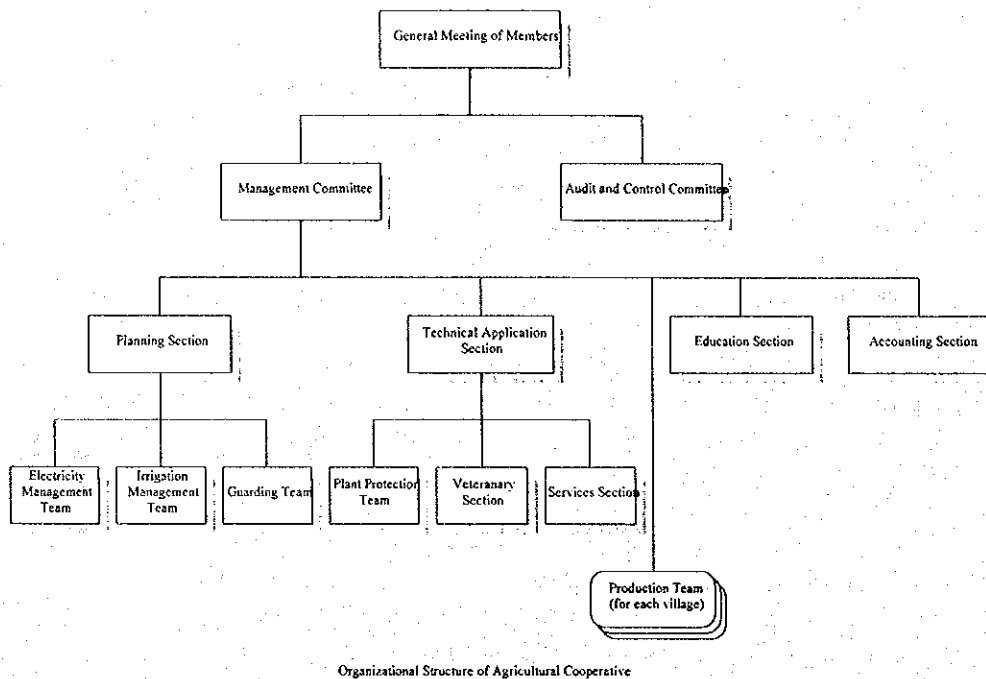 General Meeting of Members
Management Committee
Audit and Control Committee
Planning Section
Technical Application
Section
Education Section
Accounting Section
Electricity
Management
Team
Irrigation
Management
Team
Guarding Team
Plant Protection
Team
Veteranary
Section
Services Section
Production Team
(for each village)
Organizational Structure of Agricultural Cooperative